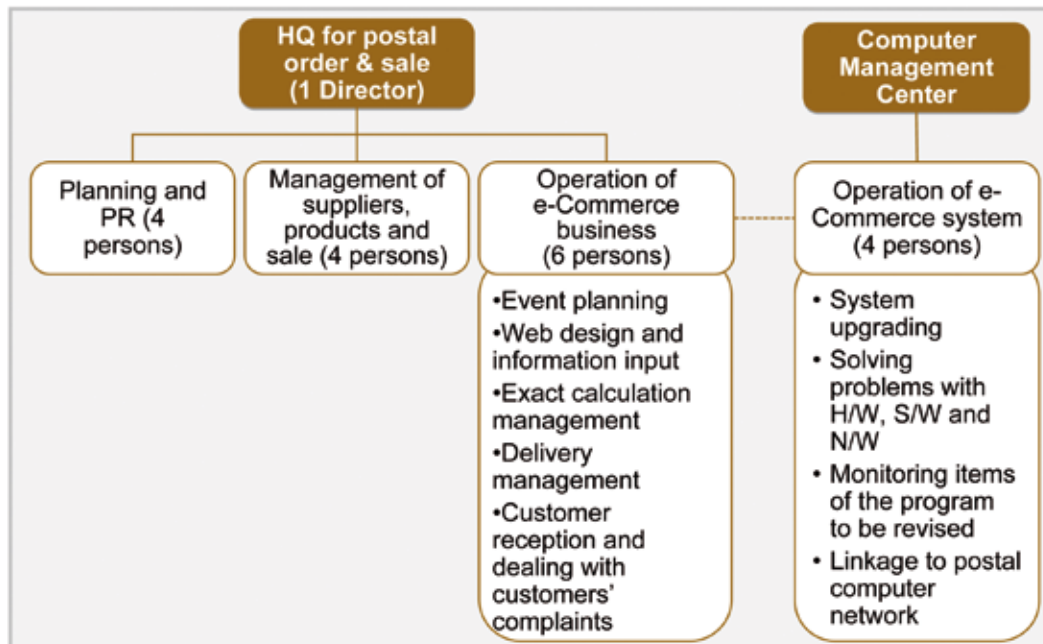 HQ for postal
order & sale
(1 Director)
Computer
Management
Center
Planning and
PR (4
persons)
Management of
suppliers,
products and
sale (4 persons)
Operation of
e-Commerce
business
(6 persons)
Operation of e-
Commerce system
(4 persons)
•Event planning
•Web design and
information input
•Exact calculation
management
•Delivery
management
•Customer
reception and
dealing with
customers’
complaints
• System
upgrading
• Solving
problems with
H/W, S/W and
N/W
• Monitoring items
of the program
to be revised
• Linkage to postal
computer
network